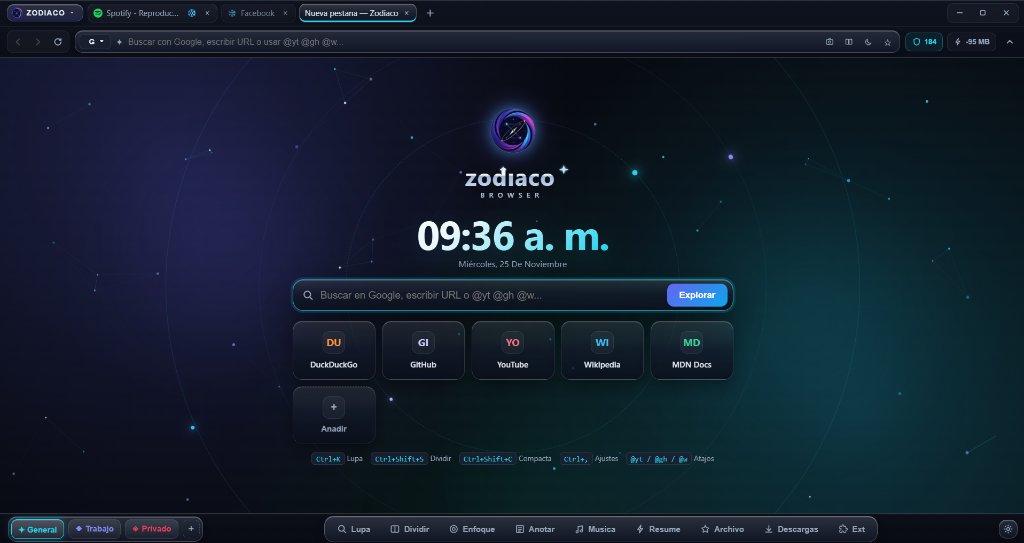 ZODIACO
Spotify - Reproduc...
Facebook
Nueva pestana — Zodiaco
G
Buscar con Google, escribir URL o usar @yt @gh @w...
184
-95 MB
zodiaco
BROWSER
09:36 a. m.
Miércoles, 25 De Noviembre
Buscar en Google, escribir URL o @yt @gh @w...
Explorar
DU GI YO WI MD
DuckDuckGo GitHub YouTube Wikipedia MDN Docs
+
Anadir
Ctrl+K Lupa Ctrl+Shift+S Dividir Ctrl+Shift+C Compacta Ctrl+, Ajustes @yt / @gh / @w Atajos
General Trabajo Privado +
Lupa Dividir Enfoque Anotar Musica Resume Archivo Descargas Ext